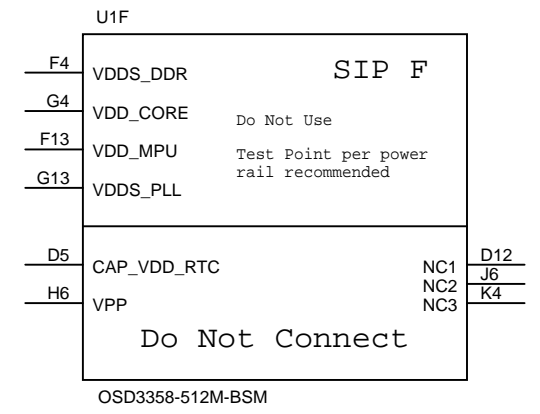 U1F
SIP F
F4 VDDS_DDR
G4 VDD_CORE
F13 VDD_MPU
G13 VDDS_PLL
Do Not Use
Test Point per power
rail recommended
D5 CAP_VDD_RTC
H6 VPP
NC1 D12
NC2 J6
NC3 K4
Do Not Connect
OSD3358-512M-BSM